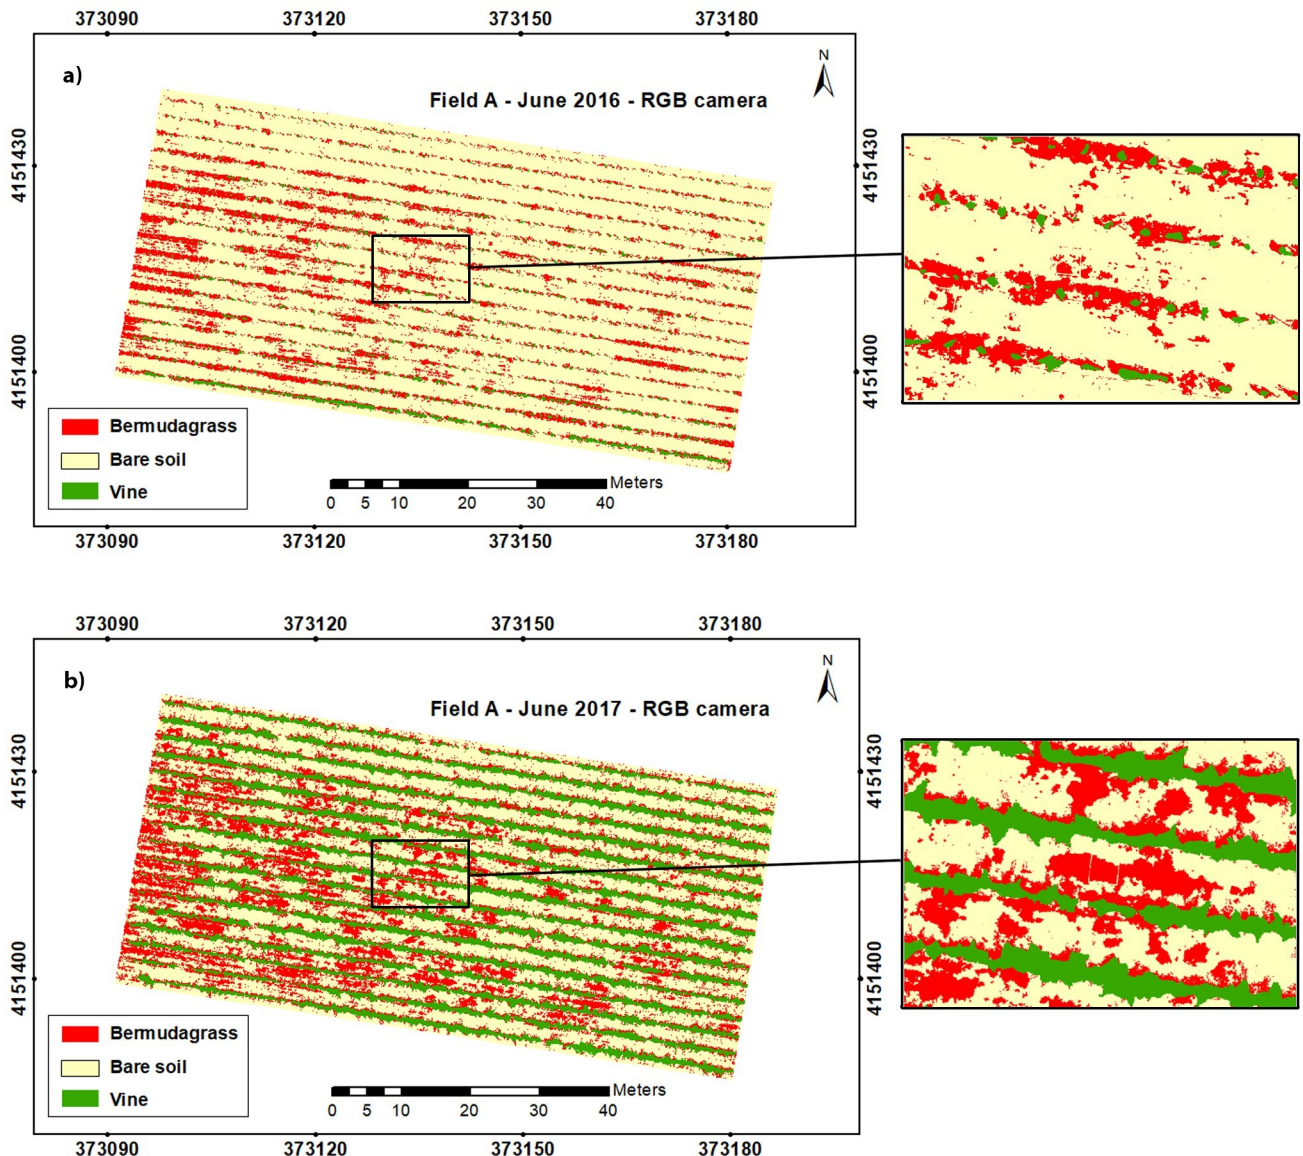 373090 373120 373150 373180
a)
N
Field A - June 2016 - RGB camera
4151430
4151430
4151400
4151400
Bermudagrass
Bare soil
Vine
Meters
0 5 10 20 30 40
373090 373120 373150 373180
373090 373120 373150 373180
b)
N
Field A - June 2017 - RGB camera
4151430
4151430
4151400
4151400
Bermudagrass
Bare soil
Vine
Meters
0 5 10 20 30 40
373090 373120 373150 373180